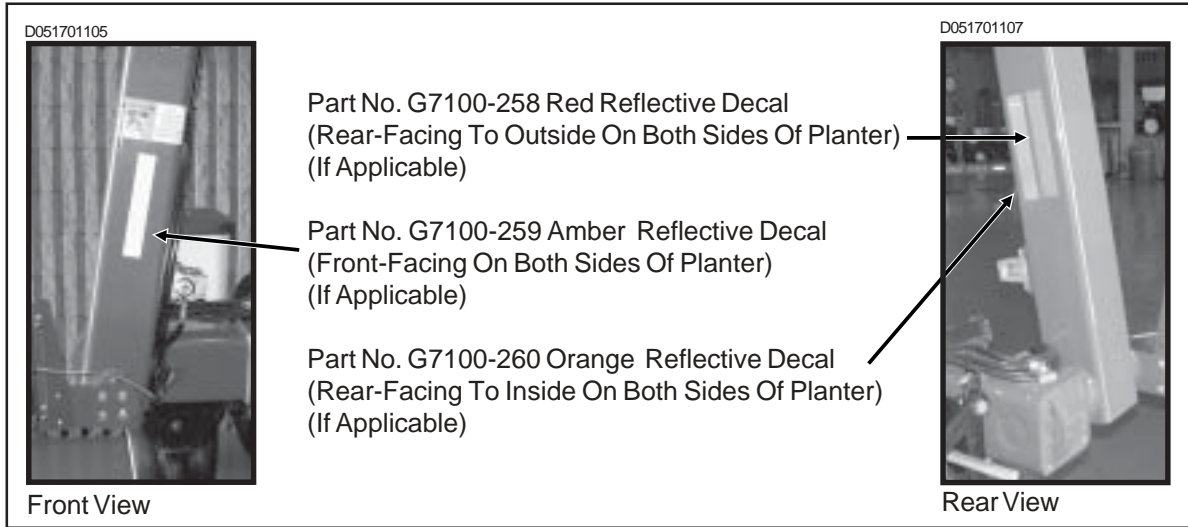 D051701105
D051701107
Part No. G7100-258 Red Reflective Decal
(Rear-Facing To Outside On Both Sides Of Planter)
(If Applicable)
Part No. G7100-259 Amber Reflective Decal
(Front-Facing On Both Sides Of Planter)
(If Applicable)
Part No. G7100-260 Orange Reflective Decal
(Rear-Facing To Inside On Both Sides Of Planter)
(If Applicable)
Front View
Rear View